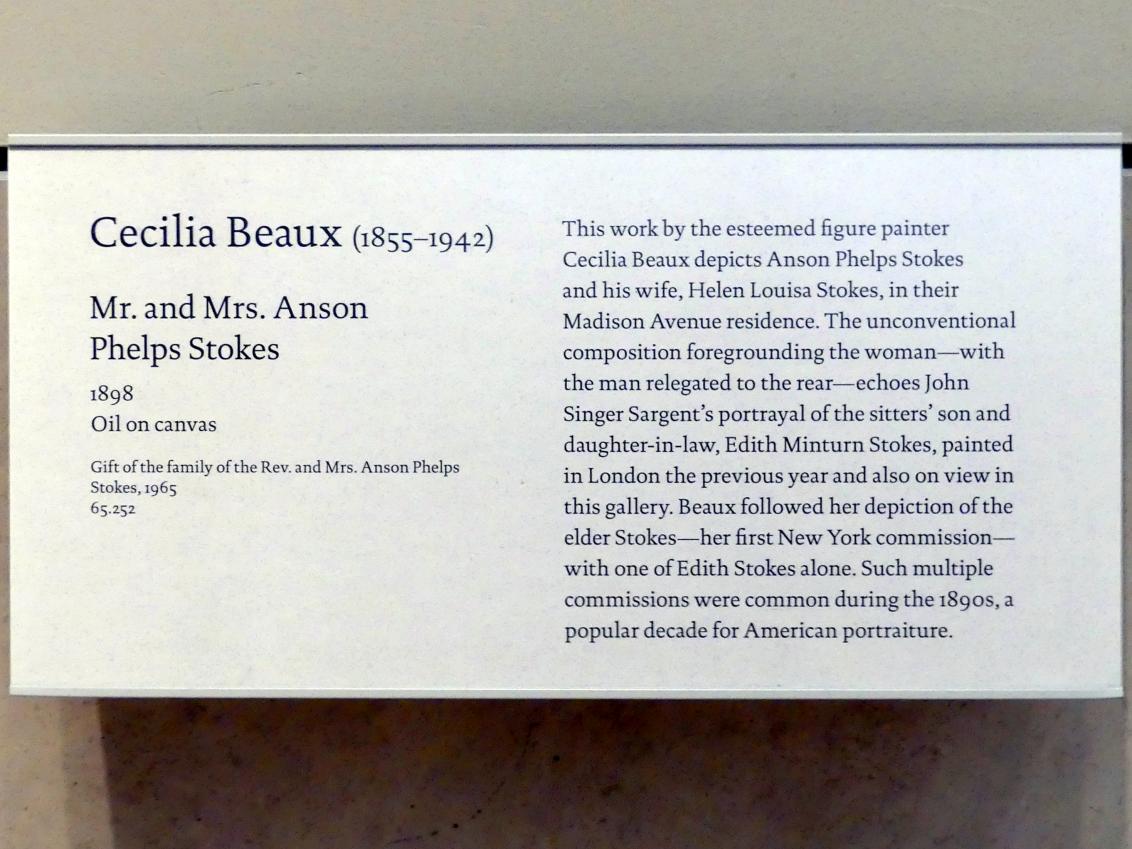 Cecilia Beaux (1855–1942)
Mr. and Mrs. Anson
Phelps Stokes
1898
Oil on canvas
Gift of the family of the Rev. and Mrs. Anson Phelps
Stokes, 1965
65.252
This work by the esteemed figure painter
Cecilia Beaux depicts Anson Phelps Stokes
and his wife, Helen Louisa Stokes, in their
Madison Avenue residence. The unconventional
composition foregrounding the woman—with
the man relegated to the rear—echoes John
Singer Sargent’s portrayal of the sitters’ son and
daughter-in-law, Edith Minturn Stokes, painted
in London the previous year and also on view in
this gallery. Beaux followed her depiction of the
elder Stokes—her first New York commission—
with one of Edith Stokes alone. Such multiple
commissions were common during the 1890s, a
popular decade for American portraiture.